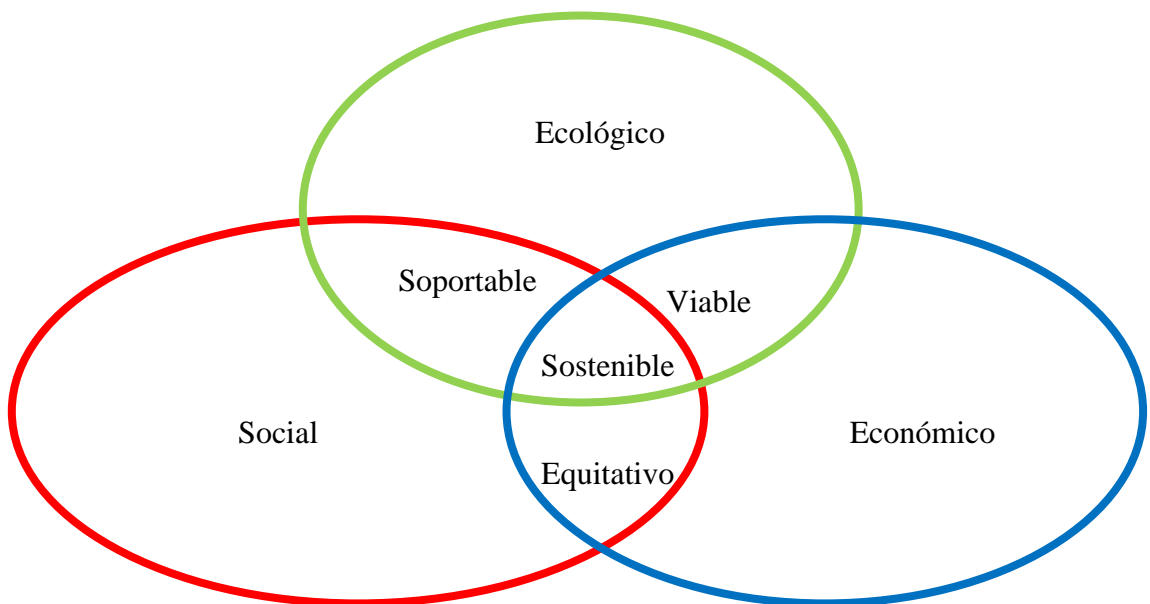 Ecológico
Soportable
Viable
Sostenible
Social
Económico
Equitativo